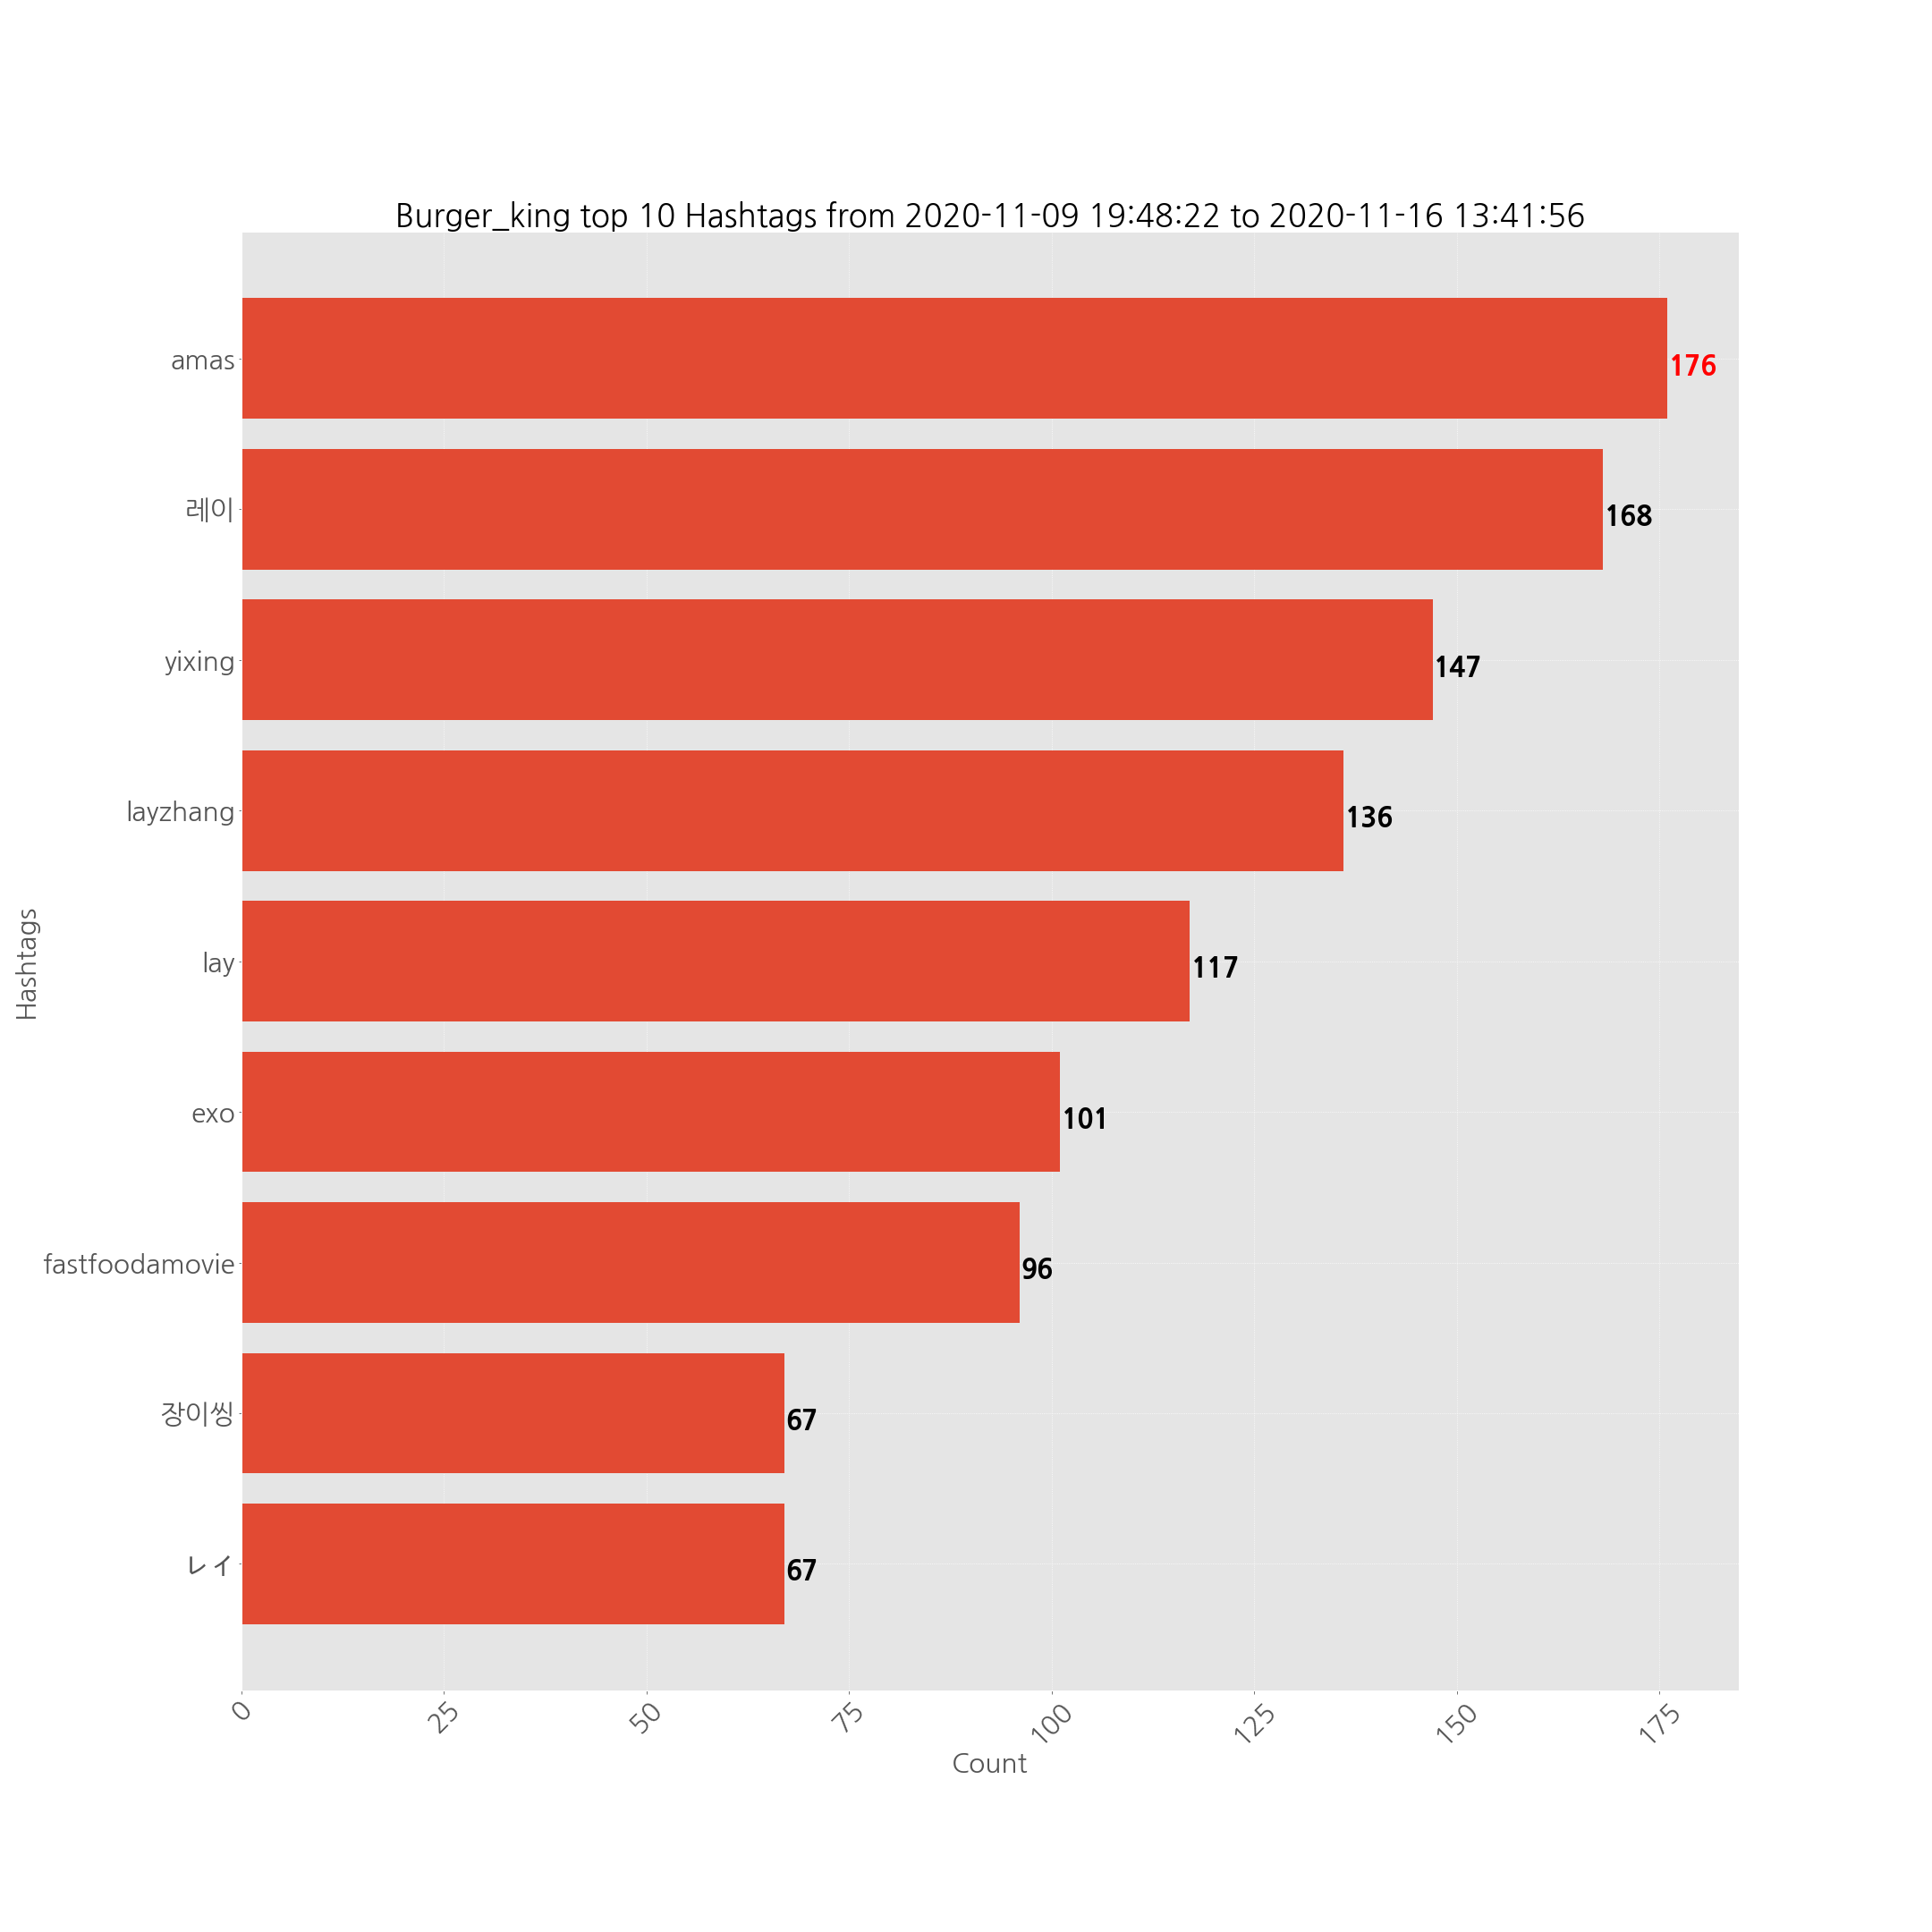 Burger_king top 10 Hashtags from 2020-11-09 19:48:22 to 2020-11-16 13:41:56
Hashtags
amas 176
레이 168
yixing 147
layzhang 136
lay 117
exo 101
fastfoodamovie 96
장이씽 67
レイ 67
0 25 50 75 100 125 150 175
Count